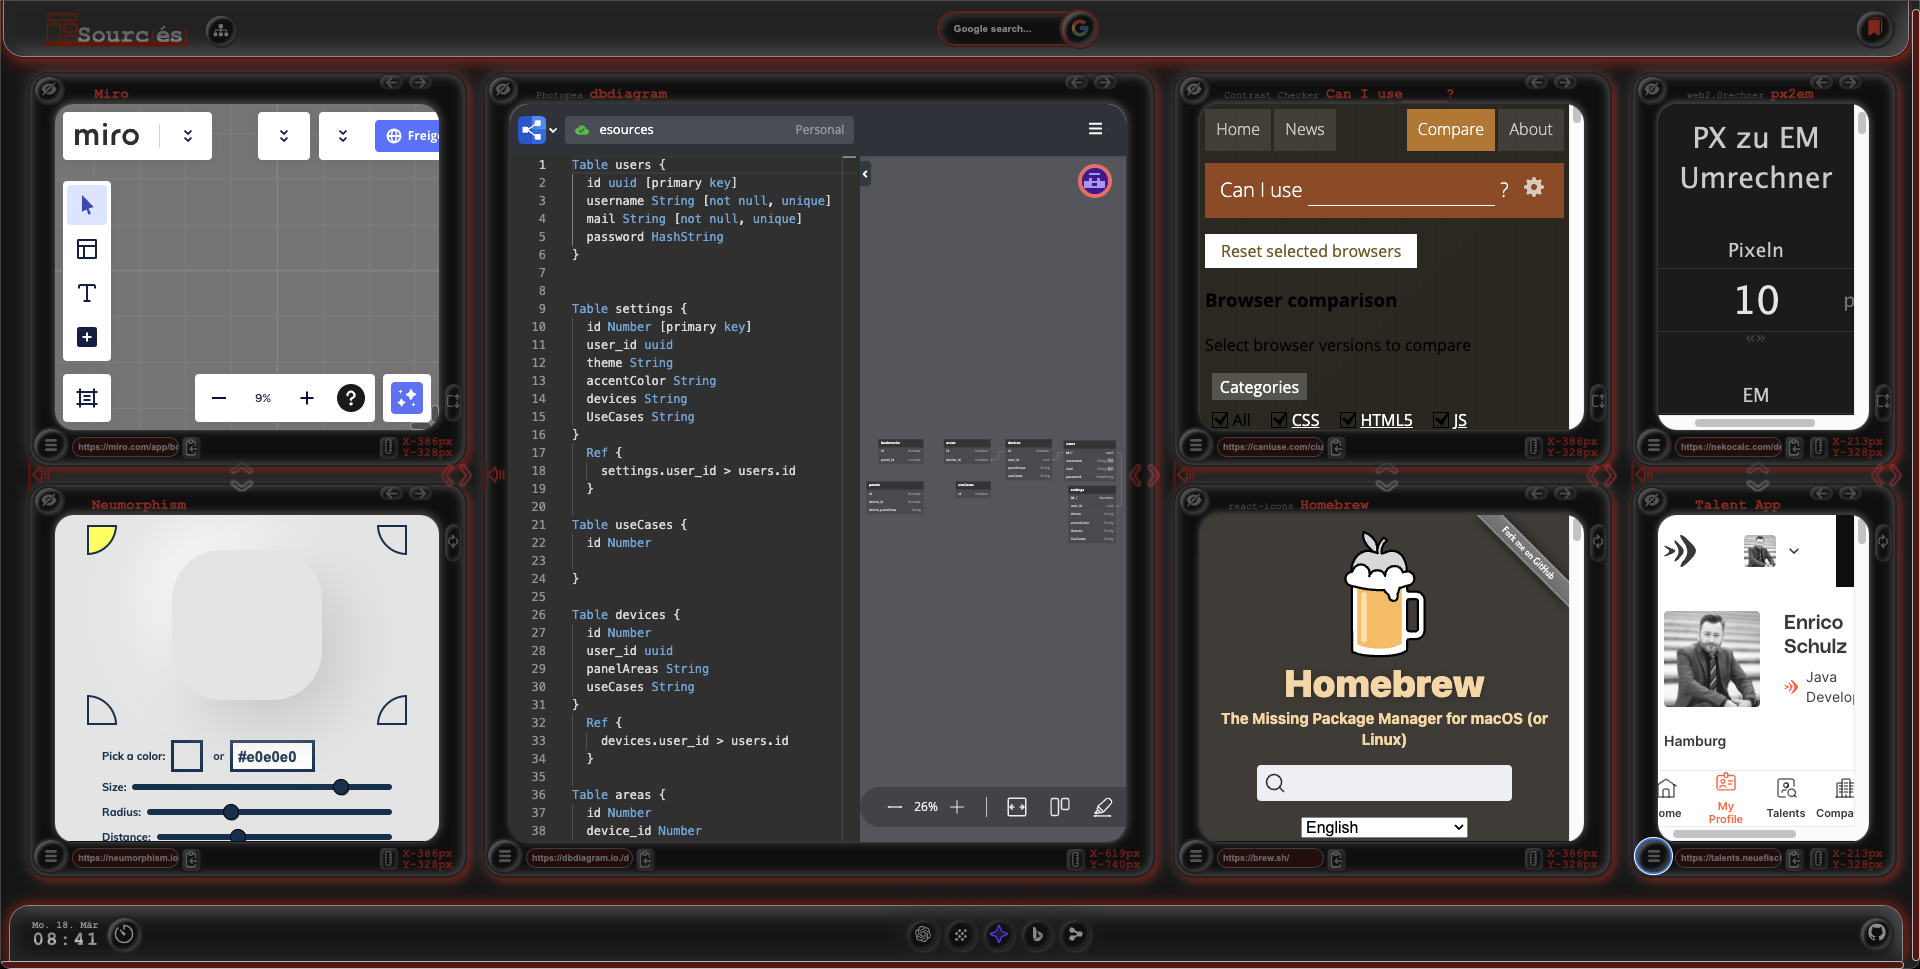 Sourc(és)
Google search...
Miro
miro
Freig
9%
?
https://miro.com/app/bo
X-386px
Y-328px
Neumorphism
Pick a color:
or
#e0e0e0
Size:
Radius:
Distance:
https://neumorphism.io
X-386px
Y-328px
Photopea dbdiagram
esources
Personal
1 Table users {
2 id uuid [primary key]
3 username String [not null, unique]
4 mail String [not null, unique]
5 password HashString
6 }
7
8
9 Table settings {
10 id Number [primary key]
11 user_id uuid
12 theme String
13 accentColor String
14 devices String
15 UseCases String
16 }
17 Ref {
18 settings.user_id > users.id
19 }
20
21 Table useCases {
22 id Number
23
24 }
25
26 Table devices {
27 id Number
28 user_id uuid
29 panelAreas String
30 useCases String
31 }
32 Ref {
33 devices.user_id > users.id
34 }
35
36 Table areas {
37 id Number
38 device_id Number
bookmarks
areas
devices
users
panels
useCases
settings
26%
https://dbdiagram.io./d
X-619px
Y-740px
Contrast Checker Can I use ___?
Home
News
Compare
About
Can I use ?
Reset selected browsers
Browser comparison
Select browser versions to compare
Categories
All CSS HTML5 JS
https://caniuse.com/ciu
X-386px
Y-328px
react-icons Homebrew
Fork me on GitHub
Homebrew
The Missing Package Manager for macOS (or
Linux)
English
https://brew.sh/
X-386px
Y-328px
web2.0rechner px2em
PX zu EM
Umrechner
Pixeln
10
p
EM
https://nekocalc.com/de
X-213px
Y-328px
Talent App
Enrico
Schulz
Java
Develop
Hamburg
ome
My
Profile
Talents
Compa
https://talents.neuefisc
X-213px
Y-328px
Mo. 18. Mär
08:41